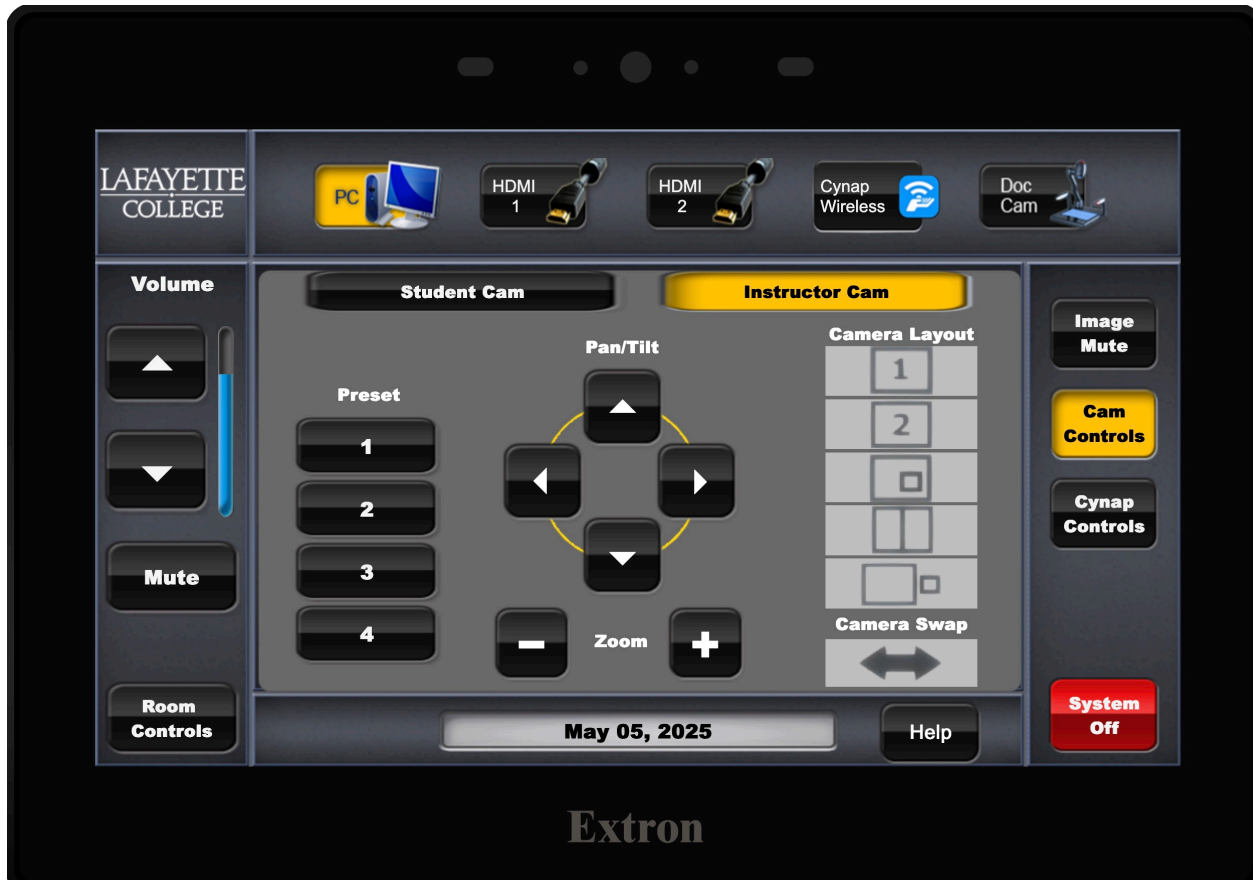 LAFAYETTE
COLLEGE
PC
HDMI
1
HDMI
2
Cynap
Wireless
Doc
Cam
Volume
Mute
Room
Controls
Student Cam
Instructor Cam
Preset
1
2
3
4
Pan/Tilt
Zoom
Camera Layout
1
2
Camera Swap
Image
Mute
Cam
Controls
Cynap
Controls
System
Off
May 05, 2025
Help
Extron